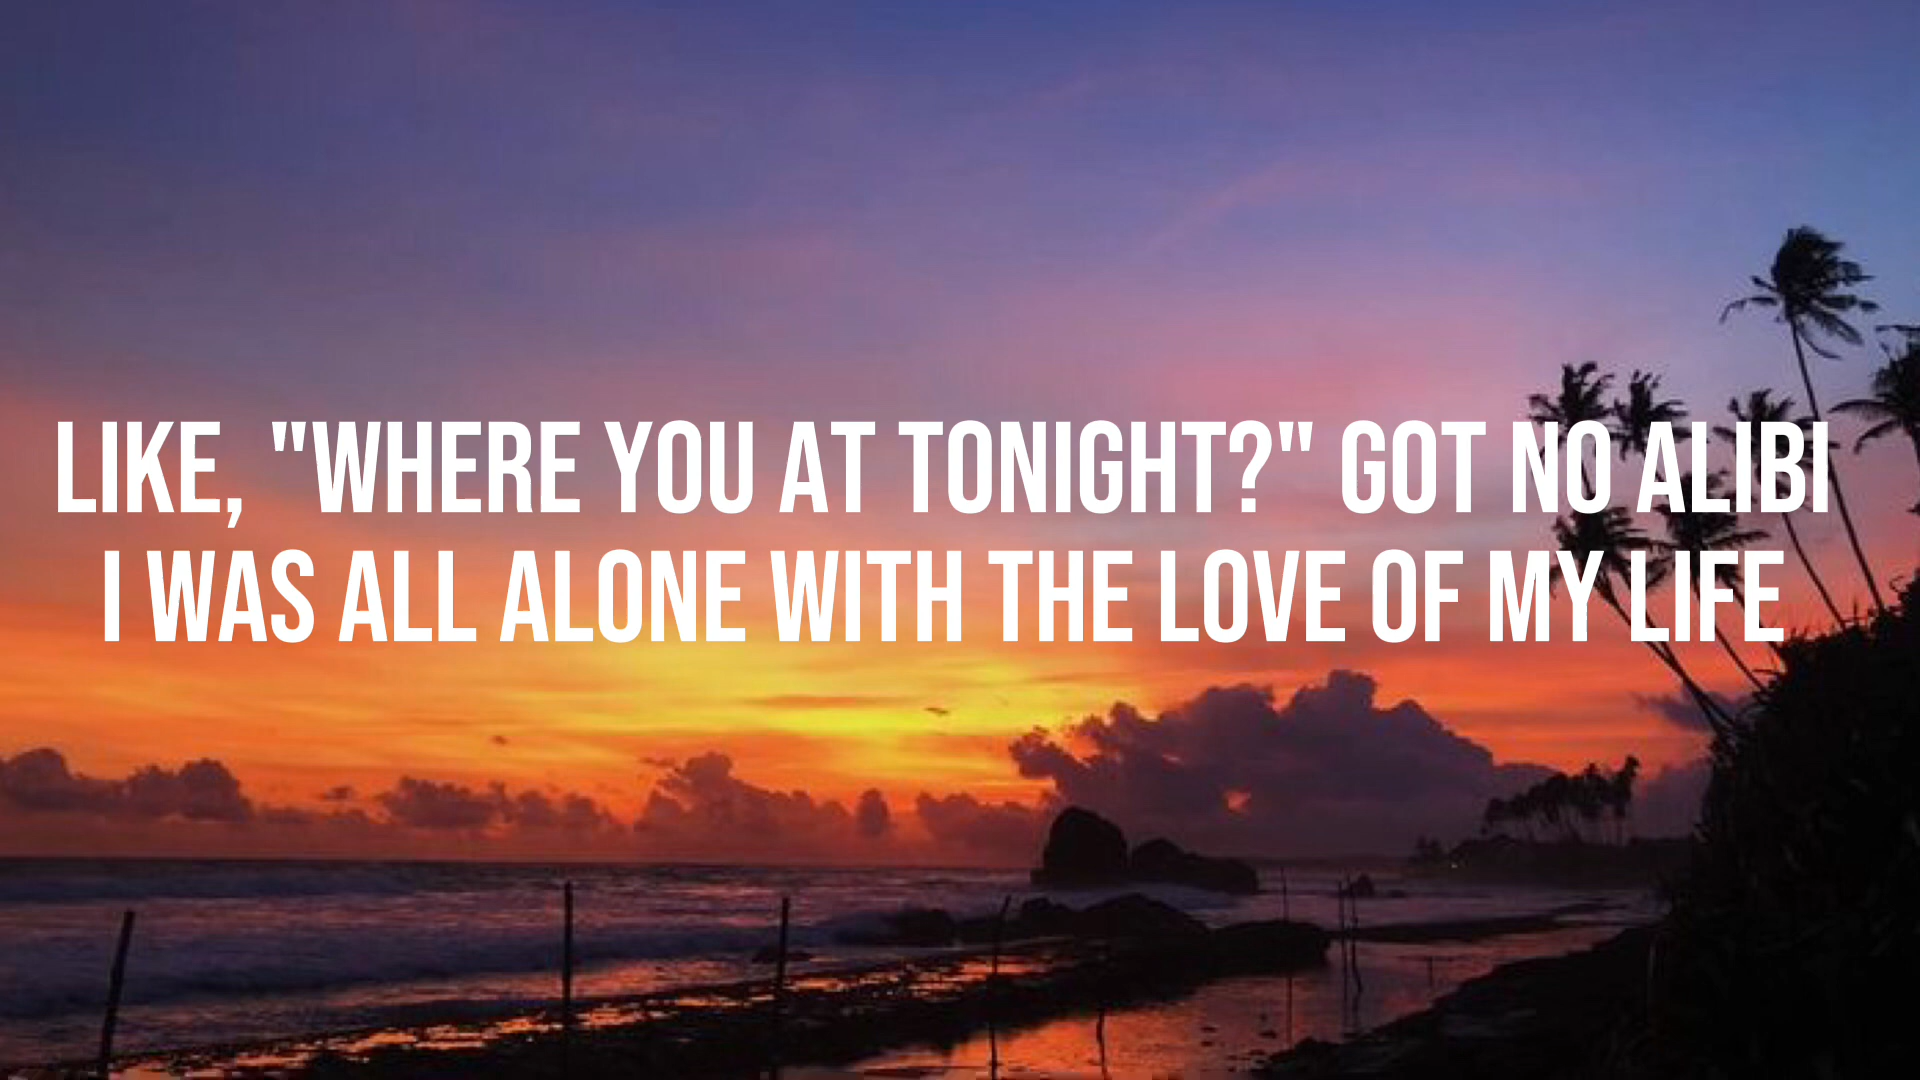 LIKE, "WHERE YOU AT TONIGHT?" GOT NO ALIBI
I WAS ALL ALONE WITH THE LOVE OF MY LIFE